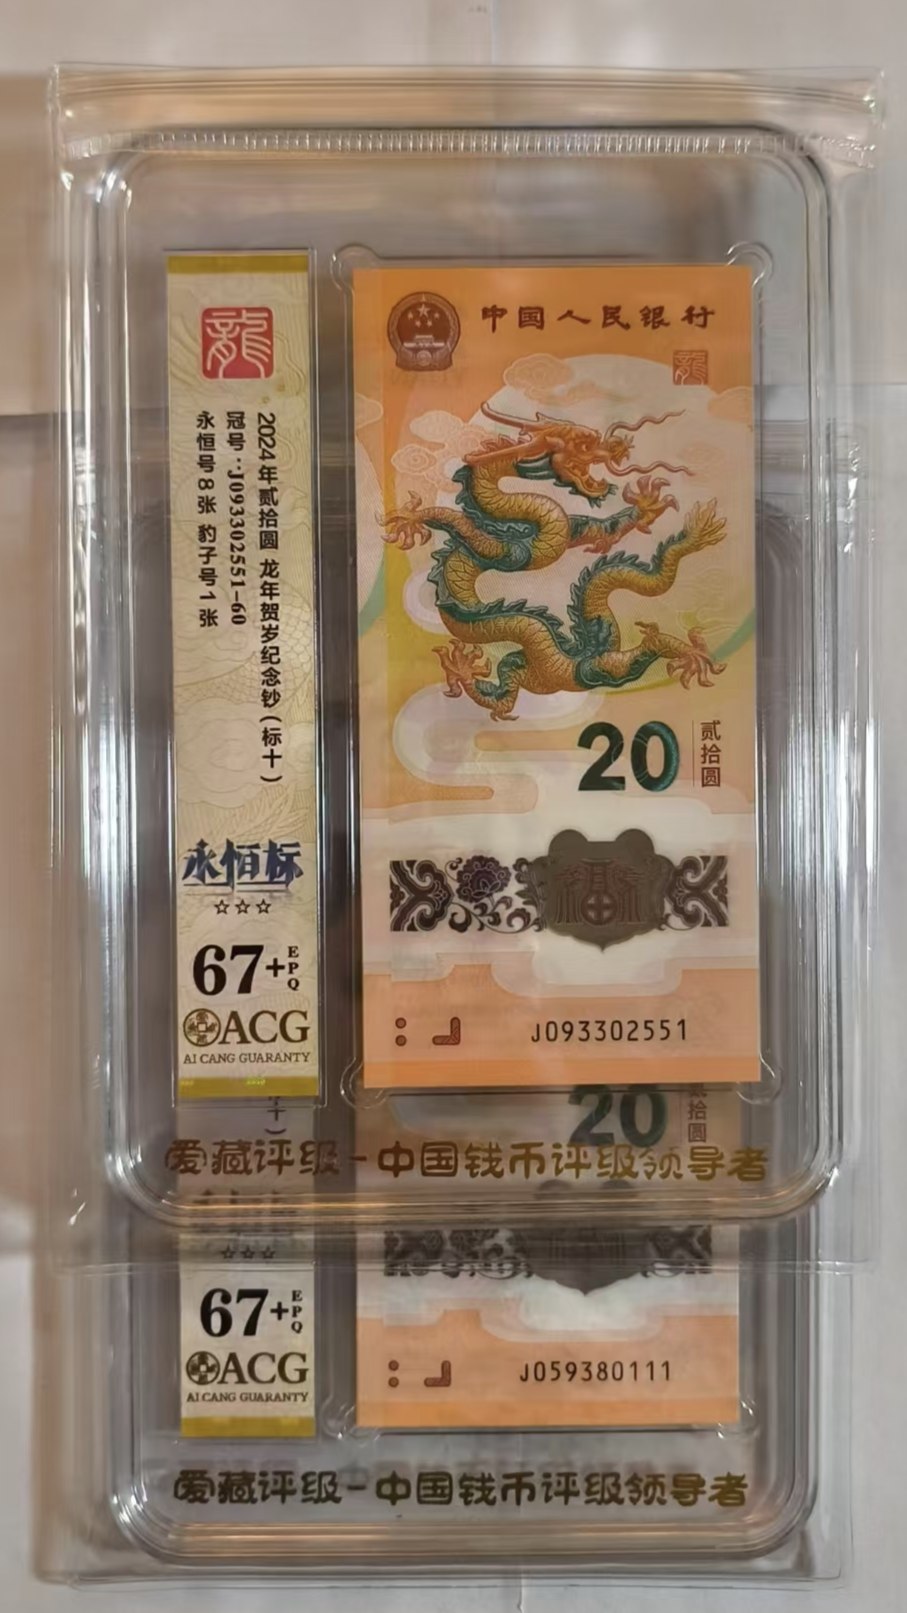 龍
2024年贰拾圆 龙年贺岁纪念钞(标十)
冠号:J093302551-60
永恒号8张 豹子号1张
永恒标
☆☆☆
67+EPQ
ACG
AI CANG GUARANTY
中国人民银行
龍
20
贰拾圆
J093302551
20
贰拾圆
爱藏评级-中国钱币评级领导者
☆☆☆
67+EPQ
ACG
AI CANG GUARANTY
J059380111
爱藏评级-中国钱币评级领导者